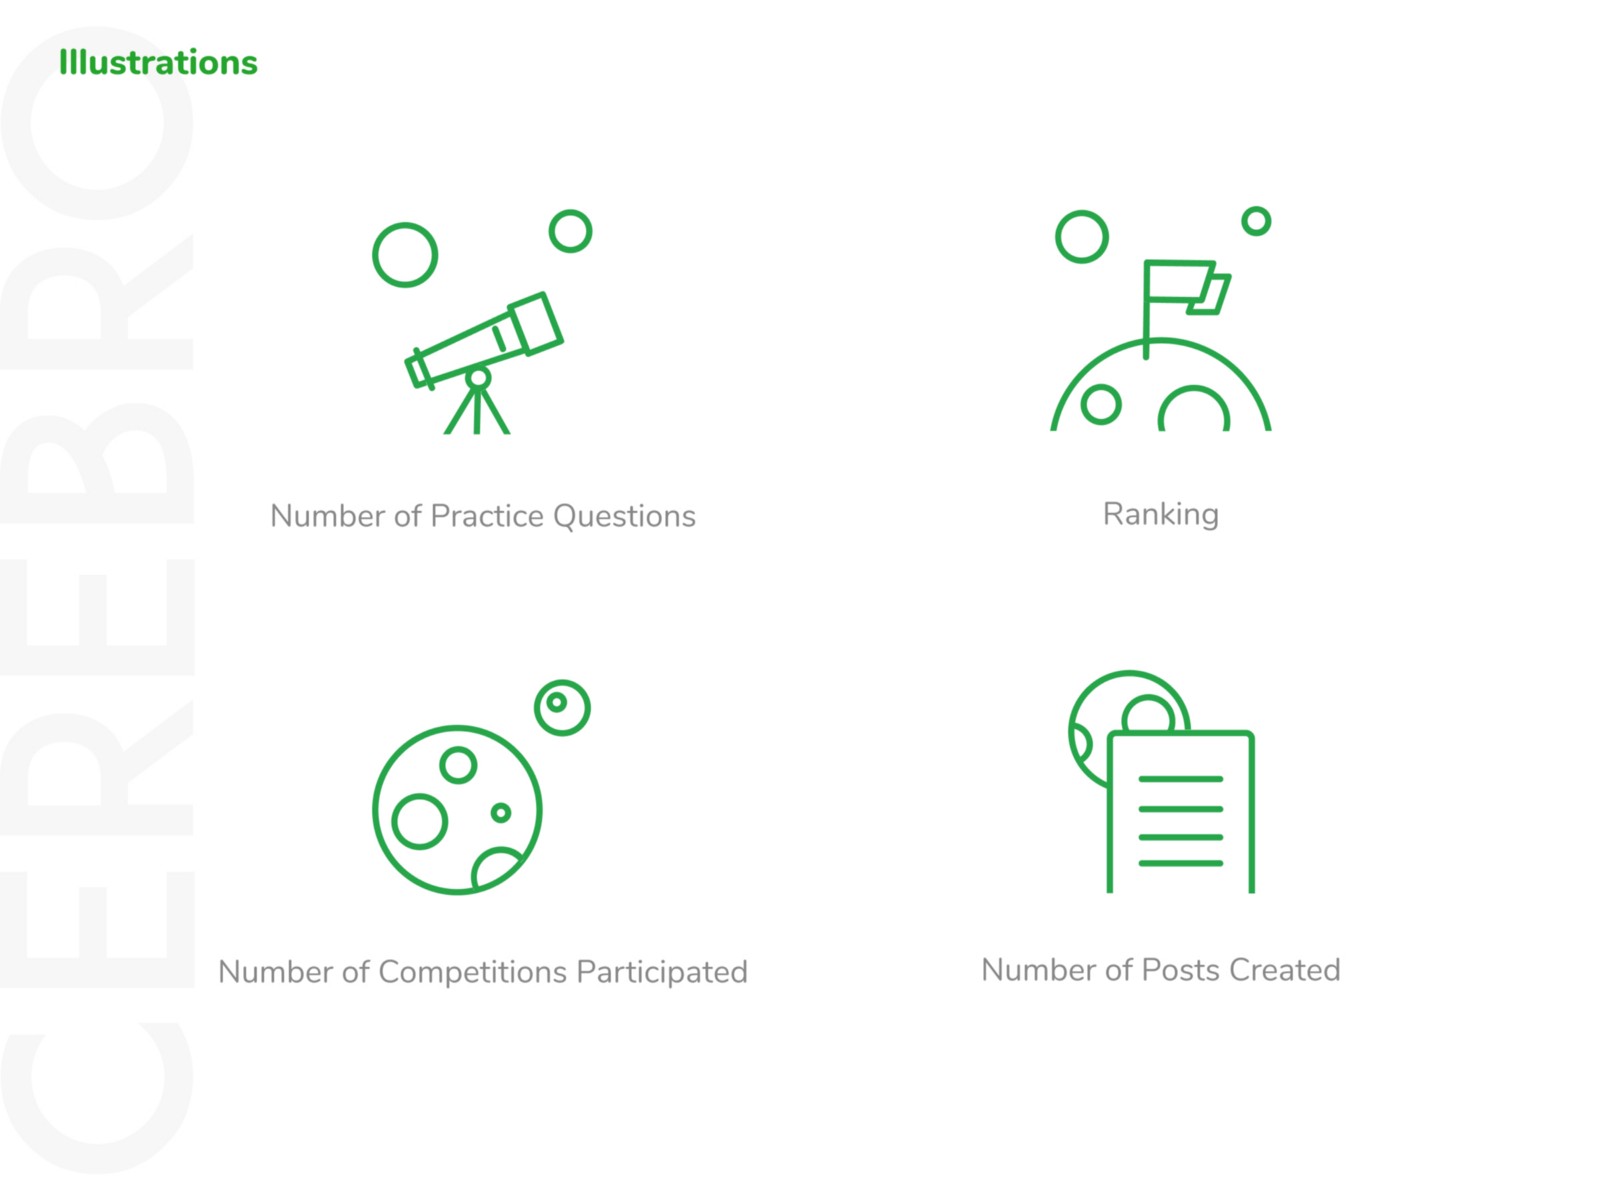 Illustrations
CEREBRO
Number of Practice Questions
Ranking
Number of Competitions Participated
Number of Posts Created